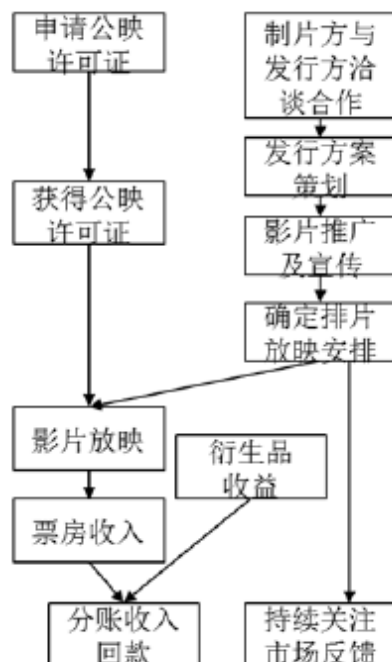 申请公映
许可证
制片方与
发行方洽
谈合作
发行方案
策划
获得公映
许可证
影片推广
及宣传
确定排片
放映安排
影片放映
衍生品
收益
票房收入
分账收入
回款
持续关注
市场反馈